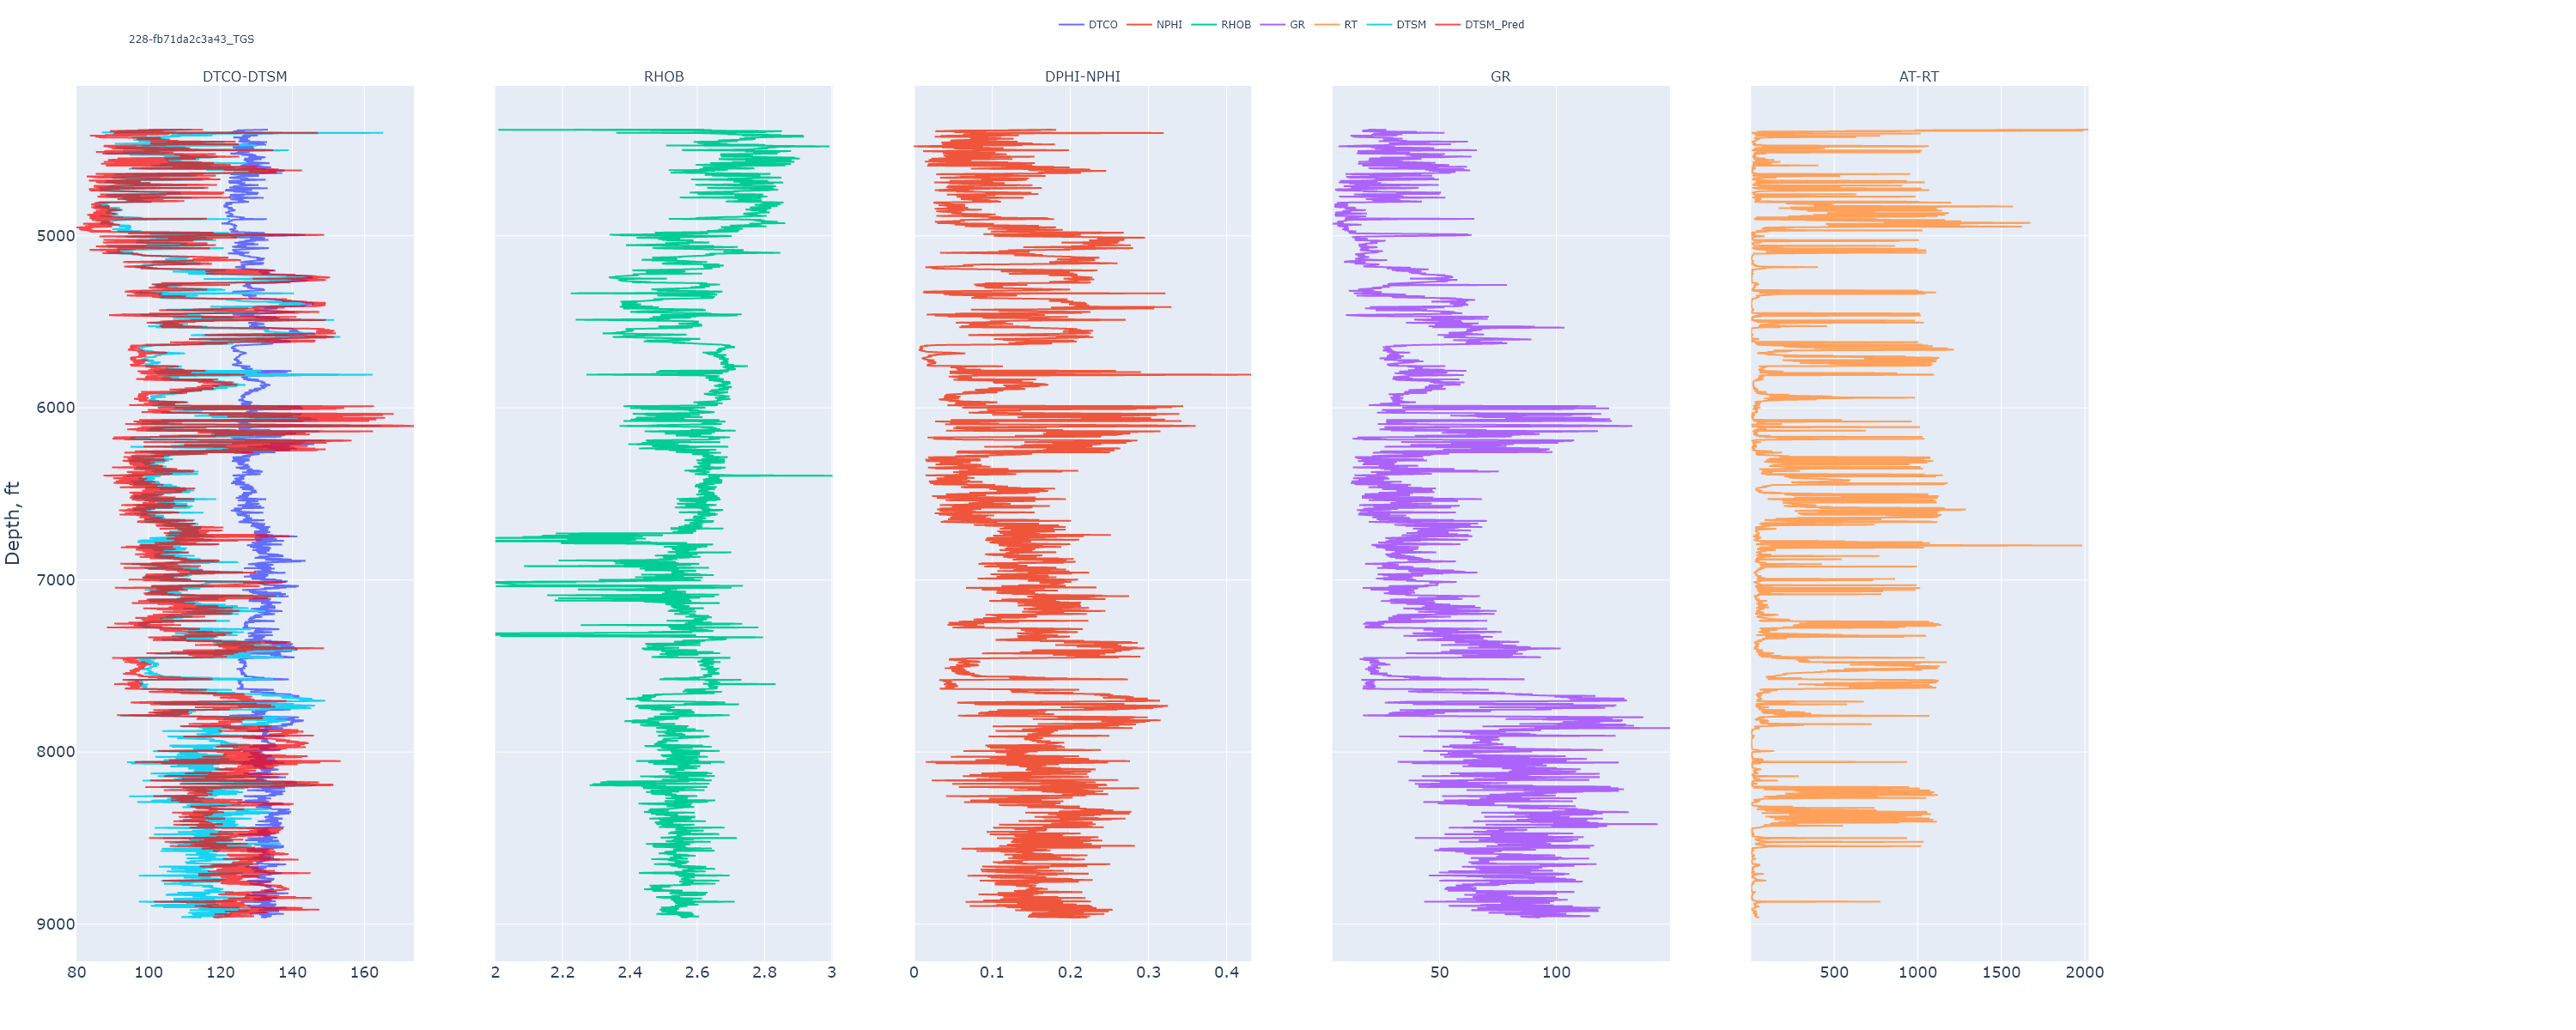 DTCO NPHI RHOB GR RT DTSM DTSM_Pred
228-fb71da2c3a43_TGS
DTCO-DTSM RHOB DPHI-NPHI GR AT-RT
5000
6000
7000
8000
9000
Depth, ft
80 100 120 140 160 2 2.2 2.4 2.6 2.8 3 0 0.1 0.2 0.3 0.4 50 100 500 1000 1500 2000